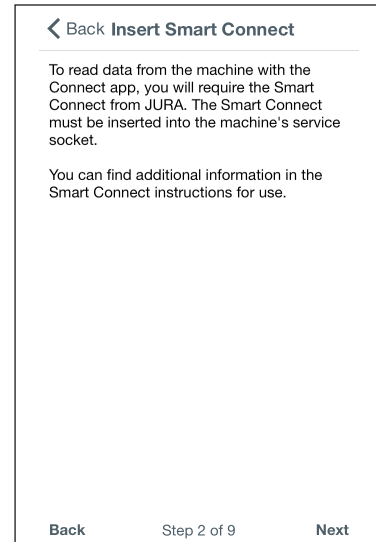 Back Insert Smart Connect
To read data from the machine with the
Connect app, you will require the Smart
Connect from JURA. The Smart Connect
must be inserted into the machine's service
socket.
You can find additional information in the
Smart Connect instructions for use.
Back Step 2 of 9 Next